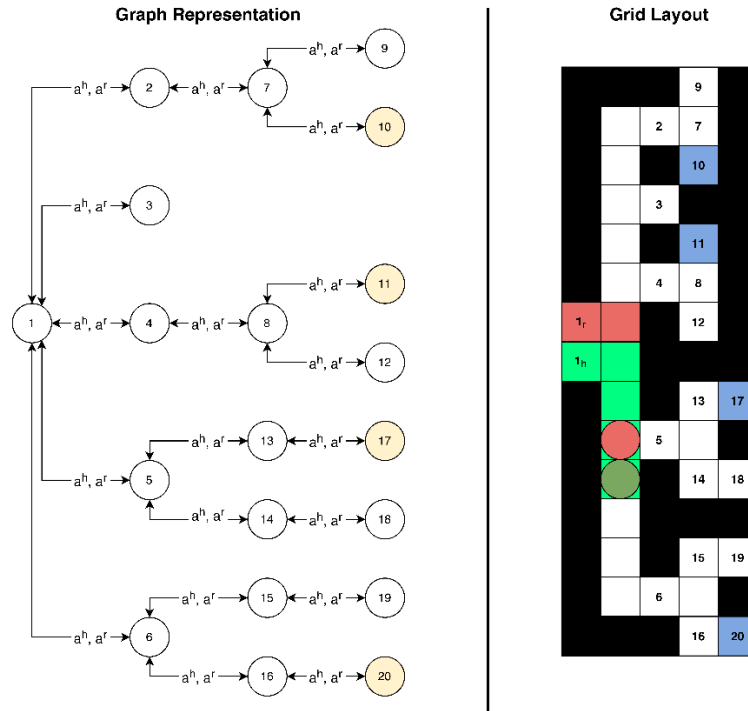 Graph Representation
aʰ, aʳ
9
aʰ, aʳ
2
aʰ, aʳ
7
aʰ, aʳ
10
aʰ, aʳ
3
aʰ, aʳ
11
1
aʰ, aʳ
4
aʰ, aʳ
8
aʰ, aʳ
12
aʰ, aʳ
13
aʰ, aʳ
17
aʰ, aʳ
5
aʰ, aʳ
14
aʰ, aʳ
18
aʰ, aʳ
15
aʰ, aʳ
19
aʰ, aʳ
6
aʰ, aʳ
16
aʰ, aʳ
20
Grid Layout
9
2 7
10
3
11
4 8
1ᵣ 12
1ₕ
13 17
5
14 18
15 19
6
16 20